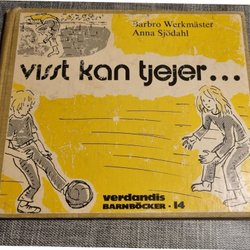 Barbro Werkmäster
Anna Sjödahl
visst kan tjejer...
verdandis
BARNBÖCKER · 14